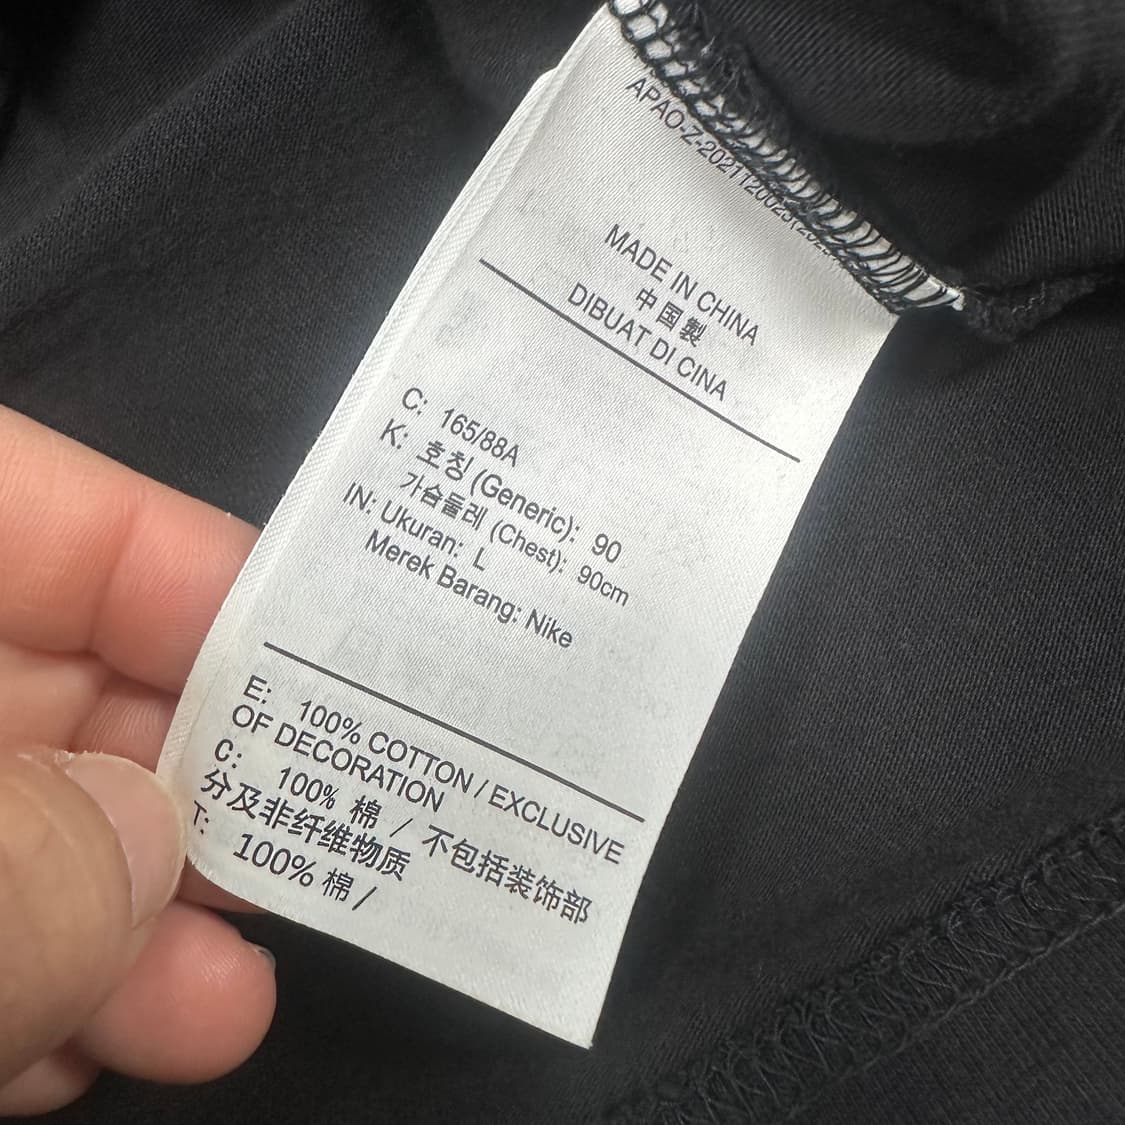 MADE IN CHINA
中国製
DIBUAT DI CINA
C: 165/88A
K: 호칭 (Generic): 90
가슴둘레 (Chest): 90cm
IN: Ukuran: L
Merek Barang: Nike
E: 100% COTTON / EXCLUSIVE
OF DECORATION
C: 100% 棉 / 不包括装饰部
分及非纤维物质
T: 100% 棉 /